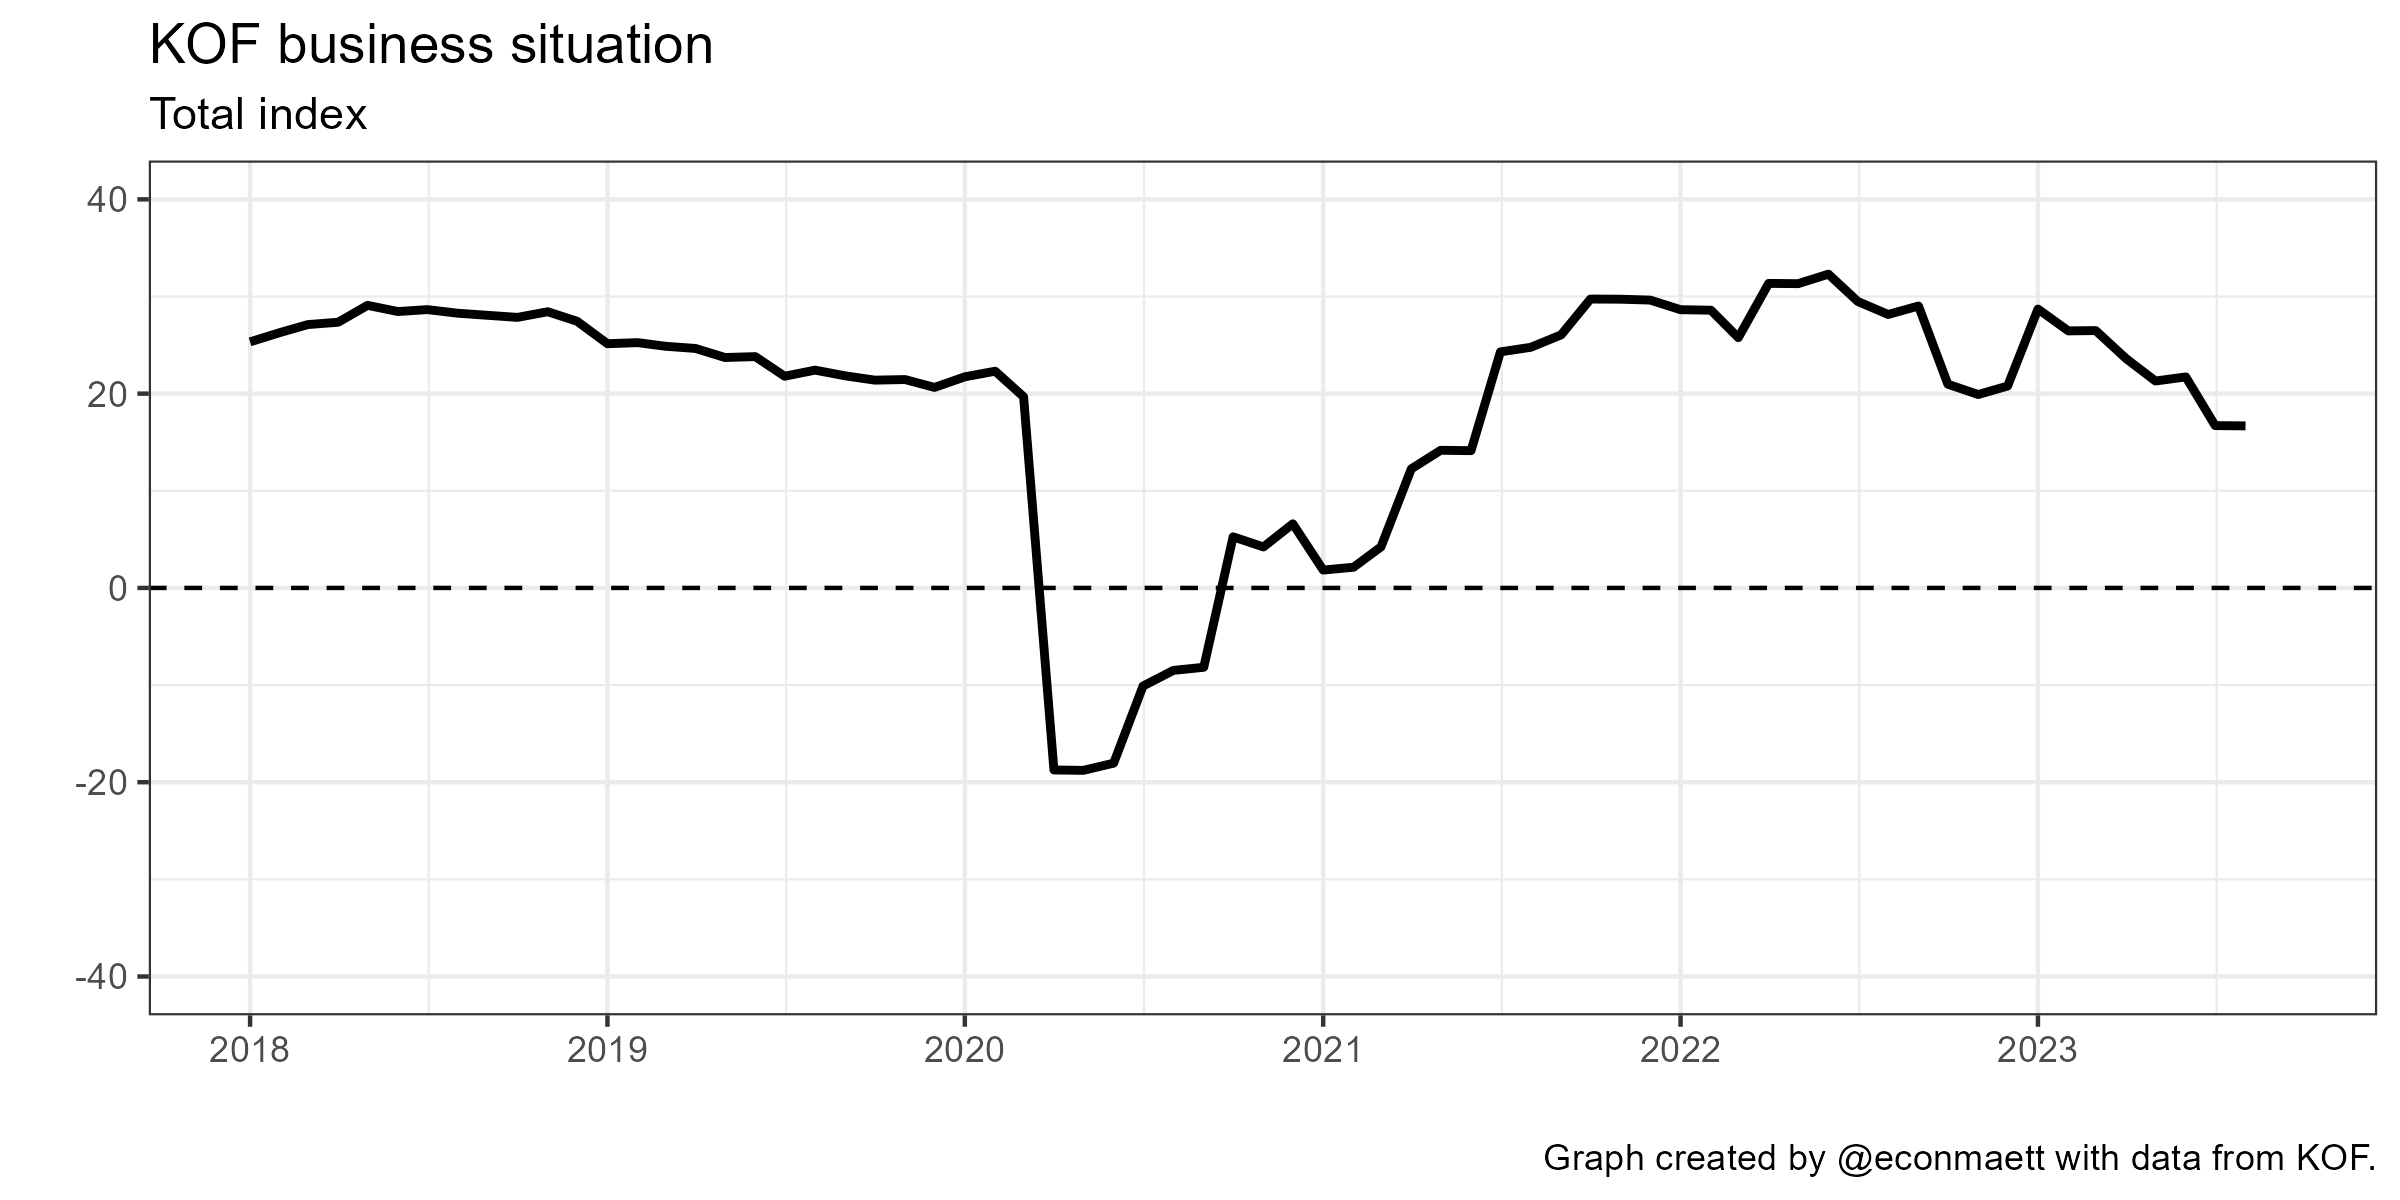 KOF business situation
Total index
40
20
0
-20
-40
2018 2019 2020 2021 2022 2023
Graph created by @econmaett with data from KOF.